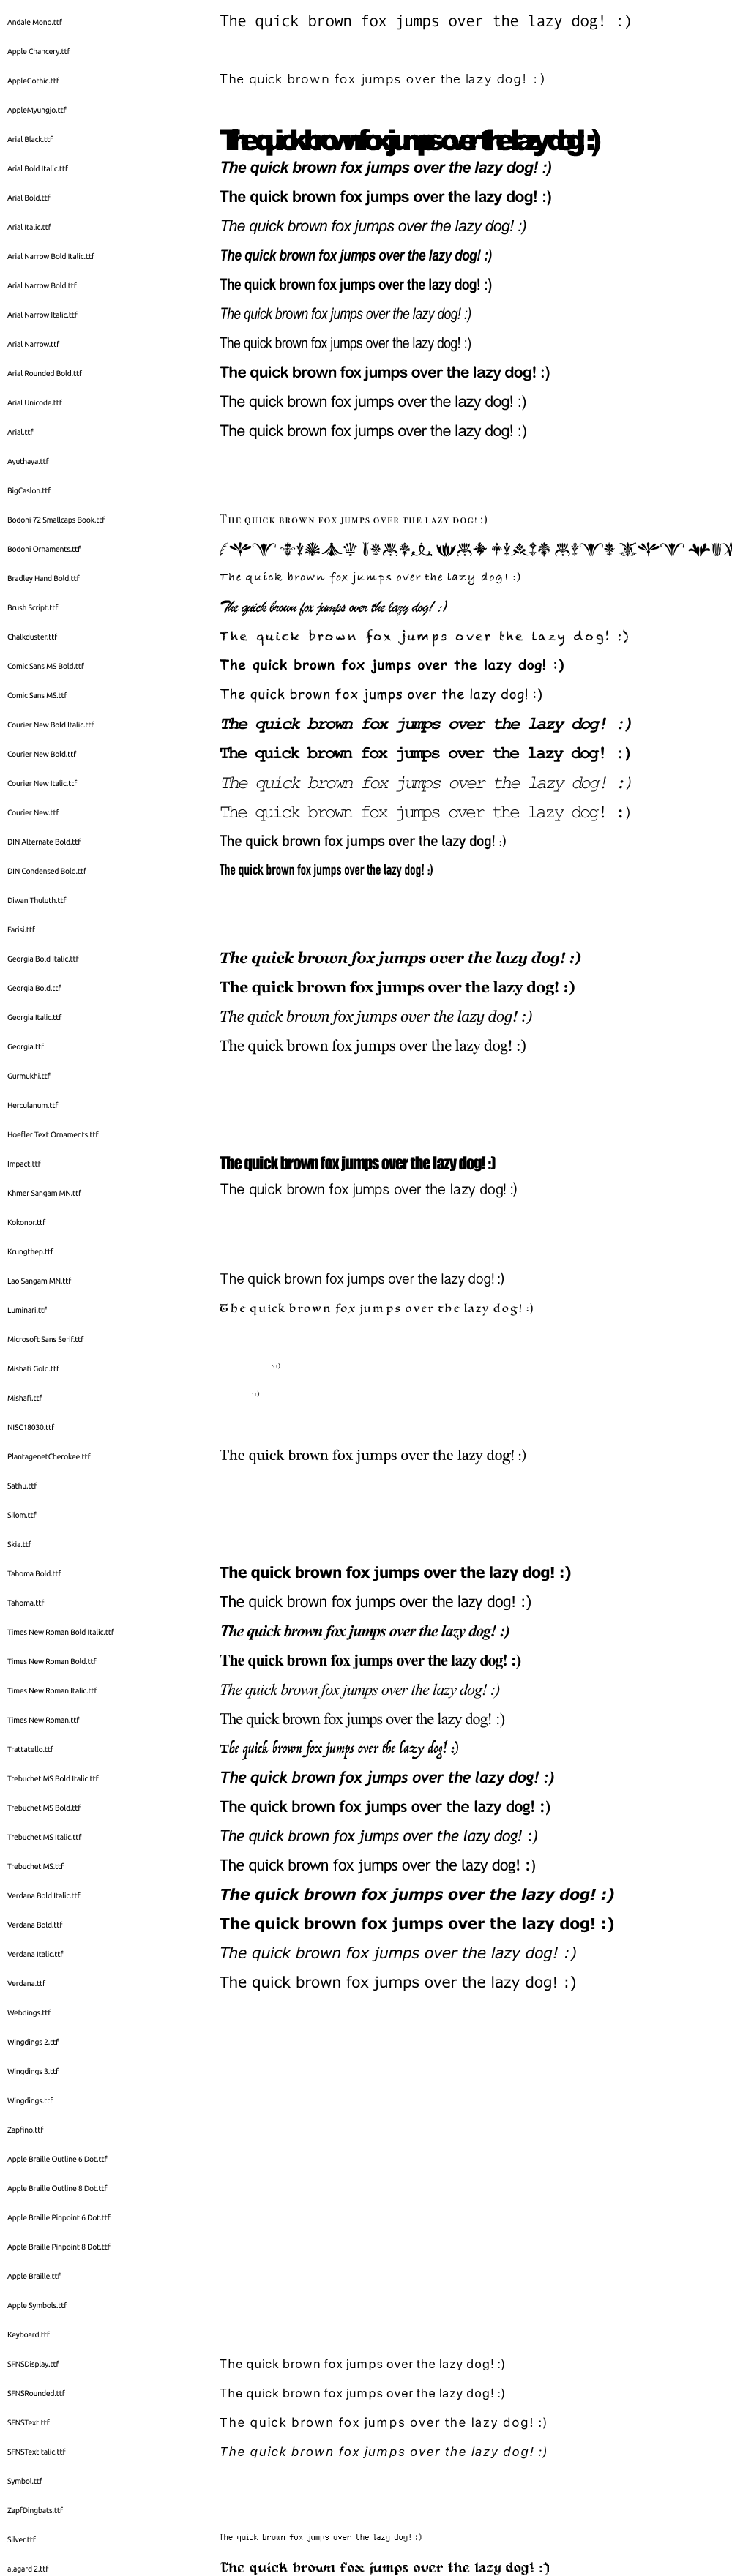 Andale Mono.ttf The quick brown fox jumps over the lazy dog! :)
Apple Chancery.ttf
AppleGothic.ttf The quick brown fox jumps over the lazy dog! :)
AppleMyungjo.ttf
Arial Black.ttf The quick brown fox jumps over the lazy dog! :)
Arial Bold Italic.ttf The quick brown fox jumps over the lazy dog! :)
Arial Bold.ttf The quick brown fox jumps over the lazy dog! :)
Arial Italic.ttf The quick brown fox jumps over the lazy dog! :)
Arial Narrow Bold Italic.ttf The quick brown fox jumps over the lazy dog! :)
Arial Narrow Bold.ttf The quick brown fox jumps over the lazy dog! :)
Arial Narrow Italic.ttf The quick brown fox jumps over the lazy dog! :)
Arial Narrow.ttf The quick brown fox jumps over the lazy dog! :)
Arial Rounded Bold.ttf The quick brown fox jumps over the lazy dog! :)
Arial Unicode.ttf The quick brown fox jumps over the lazy dog! :)
Arial.ttf The quick brown fox jumps over the lazy dog! :)
Ayuthaya.ttf
BigCaslon.ttf
Bodoni 72 Smallcaps Book.ttf The quick brown fox jumps over the lazy dog! :)
Bodoni Ornaments.ttf
Bradley Hand Bold.ttf The quick brown fox jumps over the lazy dog! :)
Brush Script.ttf The quick brown fox jumps over the lazy dog! :)
Chalkduster.ttf The quick brown fox jumps over the lazy dog! :)
Comic Sans MS Bold.ttf The quick brown fox jumps over the lazy dog! :)
Comic Sans MS.ttf The quick brown fox jumps over the lazy dog! :)
Courier New Bold Italic.ttf The quick brown fox jumps over the lazy dog! :)
Courier New Bold.ttf The quick brown fox jumps over the lazy dog! :)
Courier New Italic.ttf The quick brown fox jumps over the lazy dog! :)
Courier New.ttf The quick brown fox jumps over the lazy dog! :)
DIN Alternate Bold.ttf The quick brown fox jumps over the lazy dog! :)
DIN Condensed Bold.ttf The quick brown fox jumps over the lazy dog! :)
Diwan Thuluth.ttf
Farisi.ttf
Georgia Bold Italic.ttf The quick brown fox jumps over the lazy dog! :)
Georgia Bold.ttf The quick brown fox jumps over the lazy dog! :)
Georgia Italic.ttf The quick brown fox jumps over the lazy dog! :)
Georgia.ttf The quick brown fox jumps over the lazy dog! :)
Gurmukhi.ttf
Herculanum.ttf
Hoefler Text Ornaments.ttf
Impact.ttf The quick brown fox jumps over the lazy dog! :)
Khmer Sangam MN.ttf The quick brown fox jumps over the lazy dog! :)
Kokonor.ttf
Krungthep.ttf
Lao Sangam MN.ttf The quick brown fox jumps over the lazy dog! :)
Luminari.ttf The quick brown fox jumps over the lazy dog! :)
Microsoft Sans Serif.ttf
Mishafi Gold.ttf ! :)
Mishafi.ttf ! :)
NISC18030.ttf
PlantagenetCherokee.ttf The quick brown fox jumps over the lazy dog! :)
Sathu.ttf
Silom.ttf
Skia.ttf
Tahoma Bold.ttf The quick brown fox jumps over the lazy dog! :)
Tahoma.ttf The quick brown fox jumps over the lazy dog! :)
Times New Roman Bold Italic.ttf The quick brown fox jumps over the lazy dog! :)
Times New Roman Bold.ttf The quick brown fox jumps over the lazy dog! :)
Times New Roman Italic.ttf The quick brown fox jumps over the lazy dog! :)
Times New Roman.ttf The quick brown fox jumps over the lazy dog! :)
Trattatello.ttf The quick brown fox jumps over the lazy dog! :)
Trebuchet MS Bold Italic.ttf The quick brown fox jumps over the lazy dog! :)
Trebuchet MS Bold.ttf The quick brown fox jumps over the lazy dog! :)
Trebuchet MS Italic.ttf The quick brown fox jumps over the lazy dog! :)
Trebuchet MS.ttf The quick brown fox jumps over the lazy dog! :)
Verdana Bold Italic.ttf The quick brown fox jumps over the lazy dog! :)
Verdana Bold.ttf The quick brown fox jumps over the lazy dog! :)
Verdana Italic.ttf The quick brown fox jumps over the lazy dog! :)
Verdana.ttf The quick brown fox jumps over the lazy dog! :)
Webdings.ttf
Wingdings 2.ttf
Wingdings 3.ttf
Wingdings.ttf
Zapfino.ttf
Apple Braille Outline 6 Dot.ttf
Apple Braille Outline 8 Dot.ttf
Apple Braille Pinpoint 6 Dot.ttf
Apple Braille Pinpoint 8 Dot.ttf
Apple Braille.ttf
Apple Symbols.ttf
Keyboard.ttf
SFNSDisplay.ttf The quick brown fox jumps over the lazy dog! :)
SFNSRounded.ttf The quick brown fox jumps over the lazy dog! :)
SFNSText.ttf The quick brown fox jumps over the lazy dog! :)
SFNSTextItalic.ttf The quick brown fox jumps over the lazy dog! :)
Symbol.ttf
ZapfDingbats.ttf
Silver.ttf The quick brown fox jumps over the lazy dog! :)
alagard 2.ttf The quick brown fox jumps over the lazy dog! :)